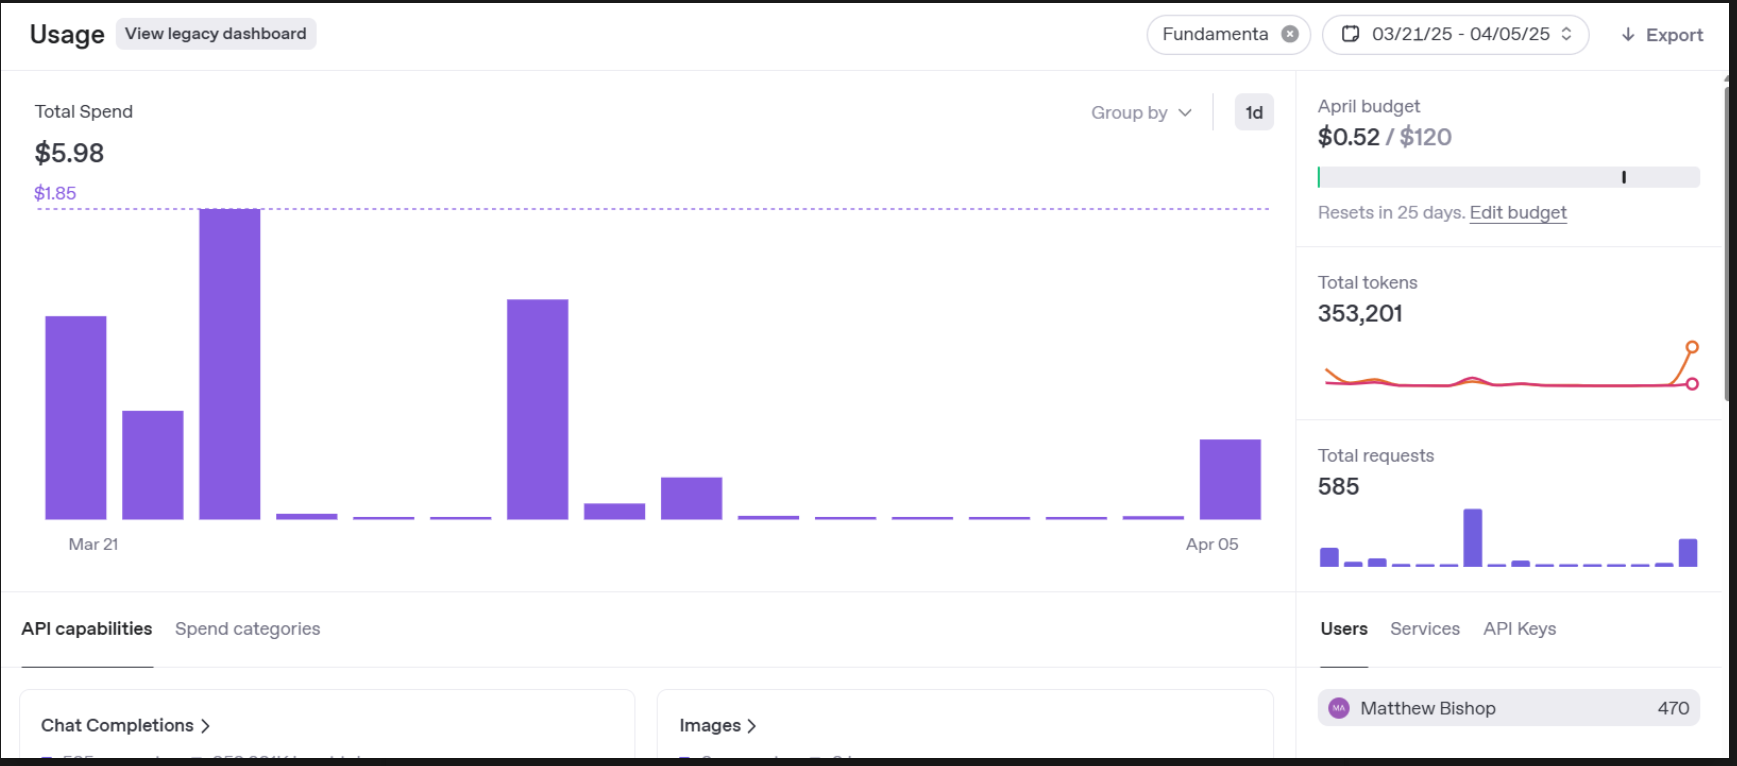 Usage View legacy dashboard Fundamenta 03/21/25 - 04/05/25 Export
Total Spend
$5.98
$1.85
Group by 1d
Mar 21 Apr 05
April budget
$0.52 / $120
Resets in 25 days. Edit budget
Total tokens
353,201
Total requests
585
API capabilities Spend categories
Users Services API Keys
Chat Completions
Images
MA Matthew Bishop 470